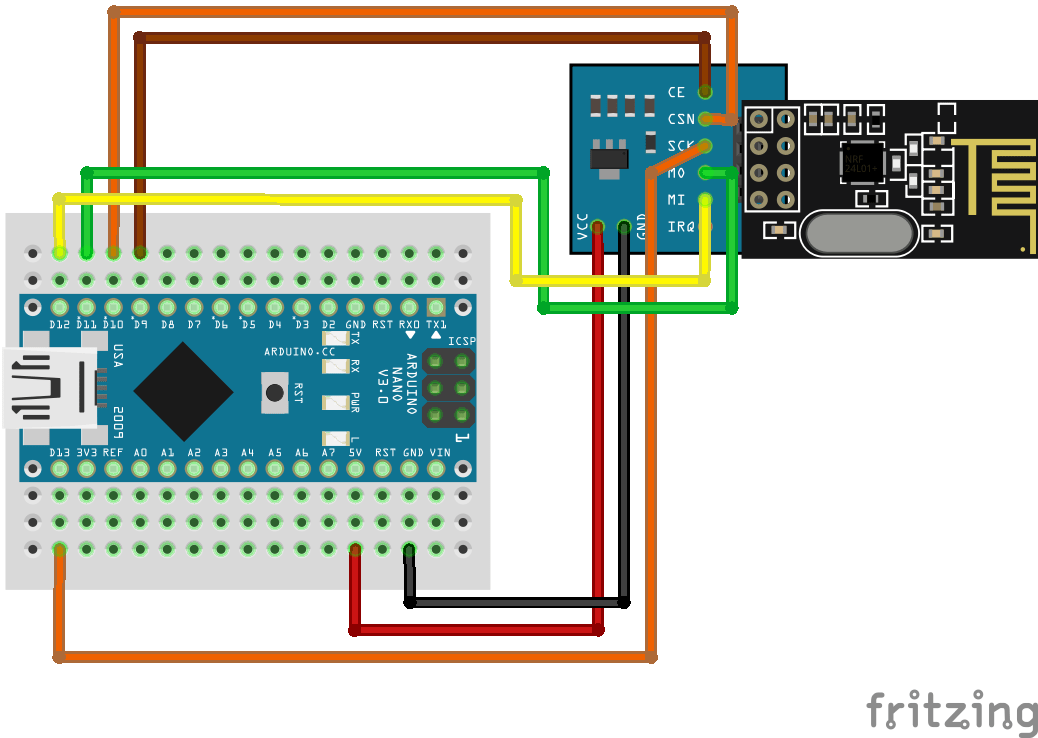 CE
CSN
SCK
MO
MI
IRQ
VCC
GND
NRF
24L01+
D12 D11 D10 D9 D8 D7 D6 D5 D4 D3 D2 GND RST RX0 TX1
ARDUINO.CC
TX
RX
PWR
L
RST
USA
2005
ICSP
ARDUINO
NANO
V3.0
1
D13 3V3 REF A0 A1 A2 A3 A4 A5 A6 A7 5V RST GND VIN
fritzing